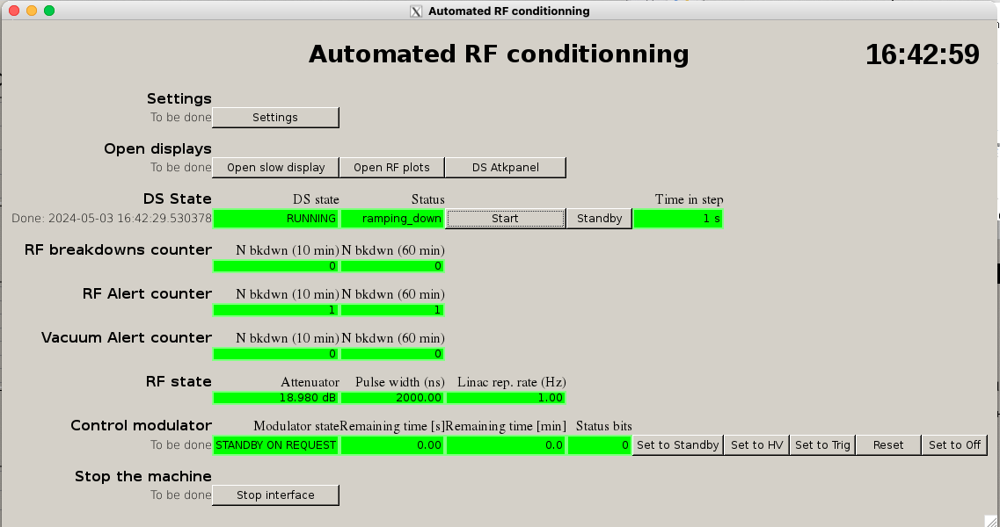 Automated RF conditionning
Automated RF conditionning 16:42:59
Settings
To be done Settings
Open displays
To be done Open slow display Open RF plots DS Atkpanel
DS State DS state Status Time in step
Done: 2024-05-03 16:42:29.530378 RUNNING ramping_down Start Standby 1 s
RF breakdowns counter N bkdwn (10 min) N bkdwn (60 min)
0 0
RF Alert counter N bkdwn (10 min) N bkdwn (60 min)
1 1
Vacuum Alert counter N bkdwn (10 min) N bkdwn (60 min)
0 0
RF state Attenuator Pulse width (ns) Linac rep. rate (Hz)
18.980 dB 2000.00 1.00
Control modulator Modulator state Remaining time [s] Remaining time [min] Status bits
To be done STANDBY ON REQUEST 0.00 0.0 0 Set to Standby Set to HV Set to Trig Reset Set to Off
Stop the machine
To be done Stop interface